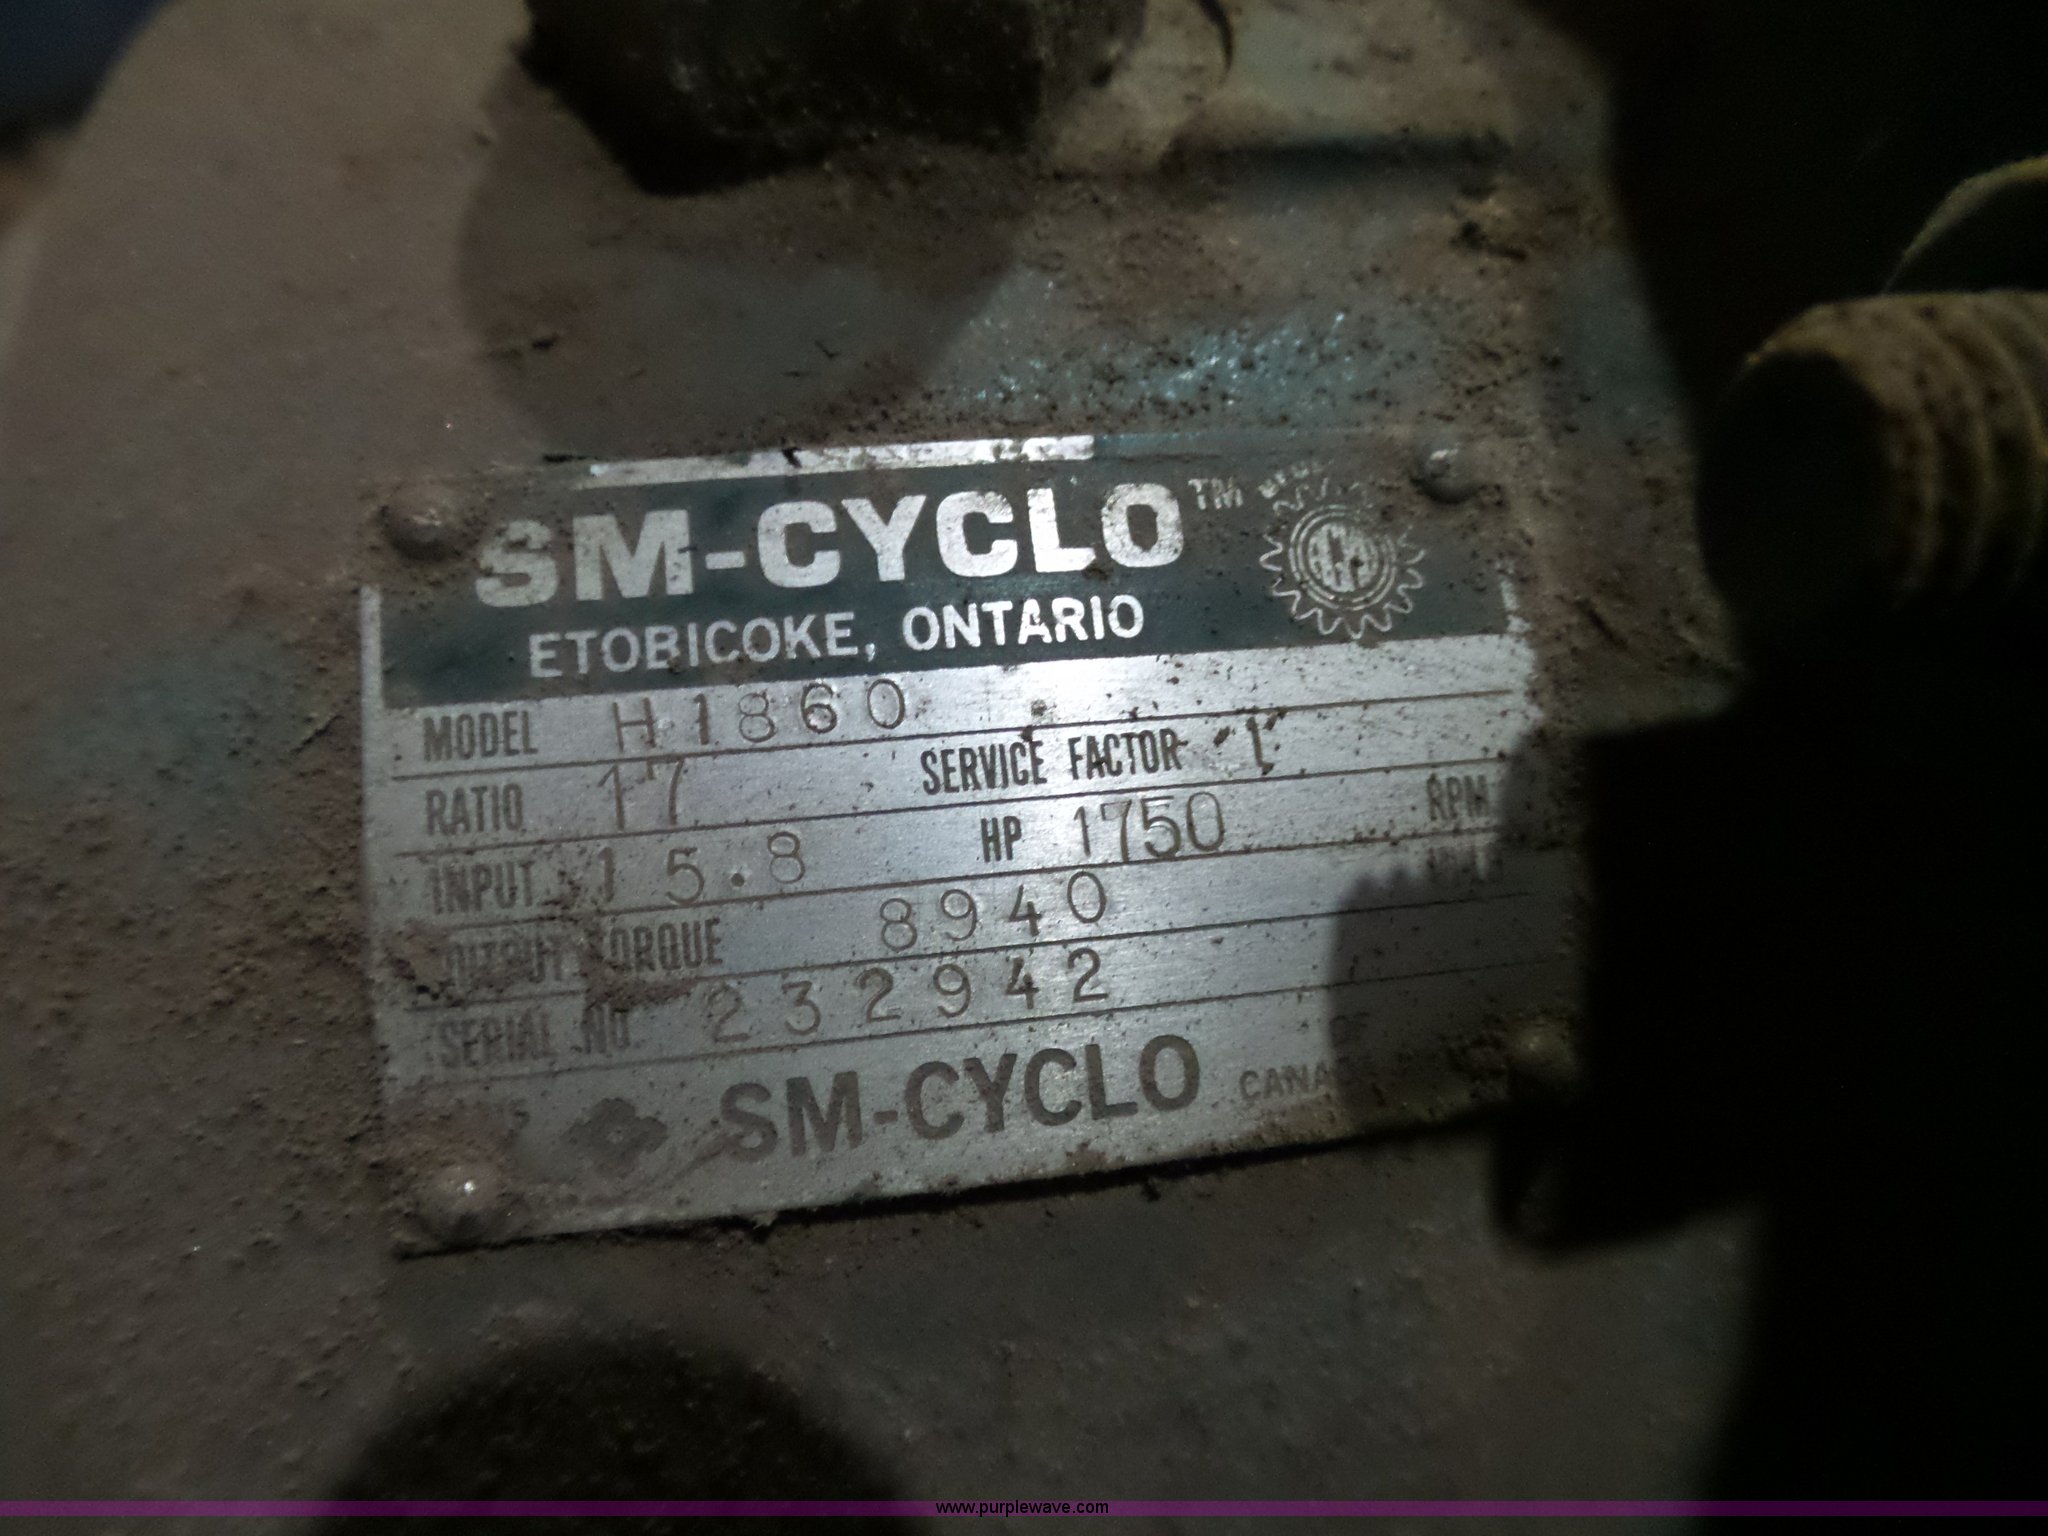 SM-CYCLO™
ETOBICOKE, ONTARIO
MODEL H1860
RATIO 17 SERVICE FACTOR 1
INPUT 15.8 HP 1750 RPM
OUTPUT TORQUE 8940
SERIAL NO. 232942
SM-CYCLO
www.purplewave.com